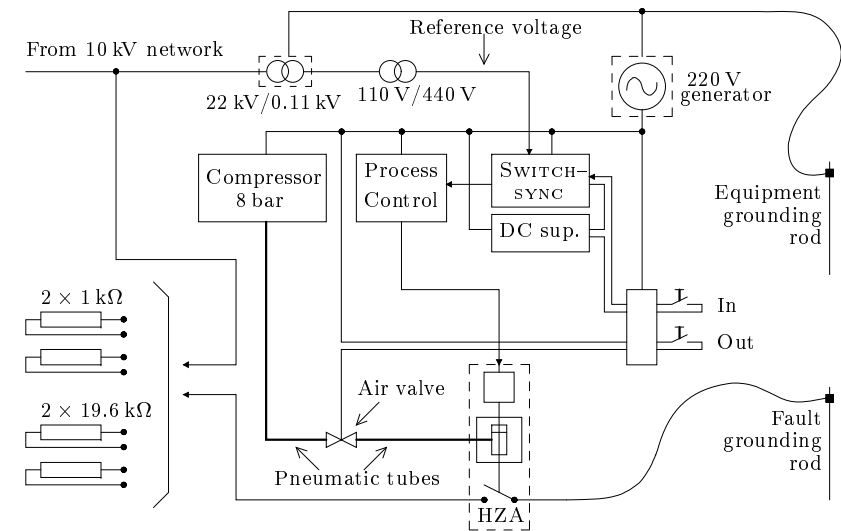 Reference voltage
From 10 kV network
22 kV/0.11 kV
110 V/440 V
220 V
generator
Compressor
8 bar
Process
Control
SWITCH–
SYNC
DC sup.
Equipment
grounding
rod
2 × 1 kΩ
In
Out
Air valve
2 × 19.6 kΩ
Fault
grounding
rod
Pneumatic tubes
HZA